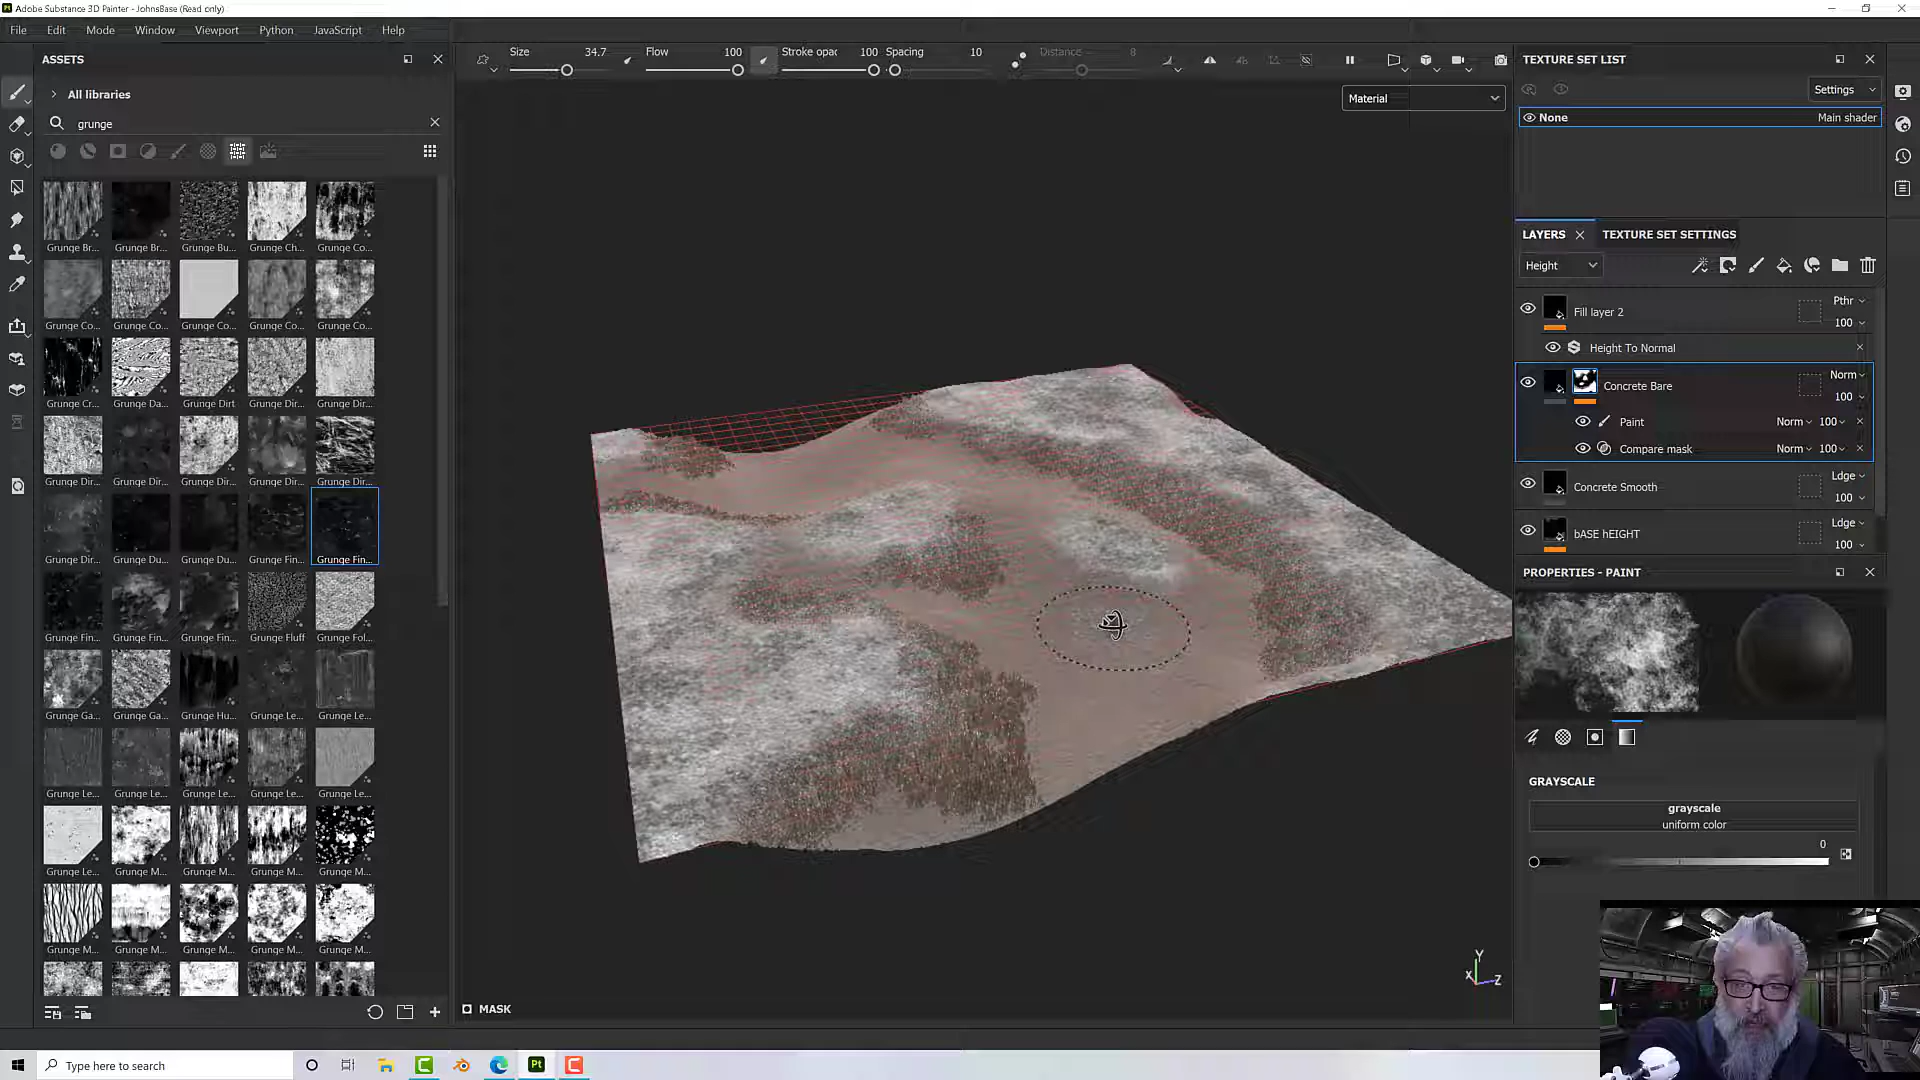 Adobe Substance 3D Painter - JohnsBase (Read only)
File Edit Mode Window Viewport Python JavaScript Help
ASSETS
All libraries
grunge
Grunge Br... Grunge Br... Grunge Bu... Grunge Ch... Grunge Co...
Grunge Co... Grunge Co... Grunge Co... Grunge Co... Grunge Co...
Grunge Cr... Grunge Da... Grunge Dirt Grunge Dir... Grunge Dir...
Grunge Dir... Grunge Dir... Grunge Dir... Grunge Dir... Grunge Dir...
Grunge Dir... Grunge Du... Grunge Du... Grunge Fin... Grunge Fin...
Grunge Fin... Grunge Fin... Grunge Fin... Grunge Fluff Grunge Fol...
Grunge Ga... Grunge Ga... Grunge Hu... Grunge Le... Grunge Le...
Grunge Le... Grunge Le... Grunge Le... Grunge Le... Grunge Le...
Grunge Le... Grunge M... Grunge M... Grunge M... Grunge M...
Grunge M... Grunge M... Grunge M... Grunge M... Grunge M...
Size 34.7 Flow 100 Stroke opac 100 Spacing 10 Distance 8
Material
MASK
Y
X Z
TEXTURE SET LIST
Settings
None Main shader
LAYERS TEXTURE SET SETTINGS
Height
Fill layer 2 Pthr 100
Height To Normal
Concrete Bare Norm 100
Paint Norm 100
Compare mask Norm 100
Concrete Smooth Ldge 100
bASE hEIGHT Ldge 100
PROPERTIES - PAINT
GRAYSCALE
grayscale
uniform color
0
Type here to search
Pt